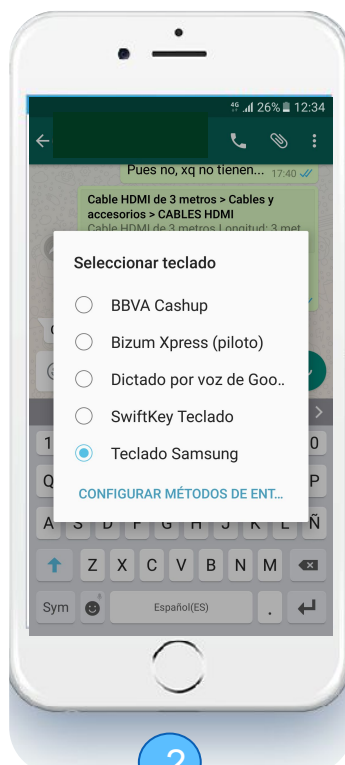 4G 26% 12:34
Pues no, xq no tienen... 17:40
Cable HDMI de 3 metros > Cables y
accesorios > CABLES HDMI
Cable HDMI de 3 metros Longitud: 3 met
Seleccionar teclado
BBVA Cashup
Bizum Xpress (piloto)
Dictado por voz de Goo..
SwiftKey Teclado
Teclado Samsung
CONFIGURAR MÉTODOS DE ENT...
1 0
Q P
A S D F G H J K L Ñ
Z X C V B N M
Sym Español(ES) .
2